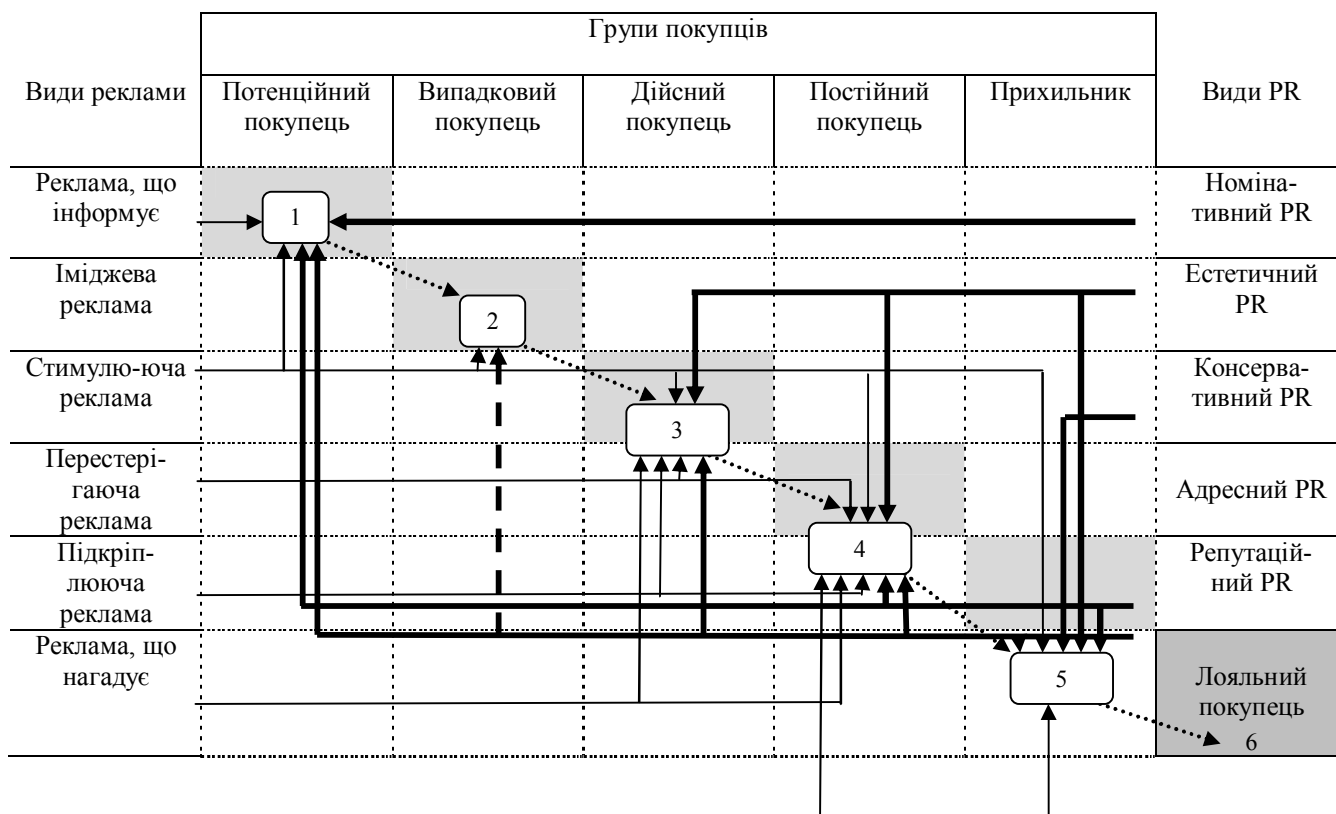 Групи покупців
Види реклами
Потенційний
покупець
Випадковий
покупець
Дійсний
покупець
Постійний
покупець
Прихильник
Види PR
Реклама, що
інформує
1
Номіна-
тивний PR
Іміджева
реклама
2
Естетичний
PR
Стимулю-юча
реклама
3
Консерва-
тивний PR
Перестері-
гаюча
реклама
Адресний PR
4
Підкріп-
лююча
реклама
Репутацій-
ний PR
Реклама, що
нагадує
5
Лояльний
покупець
6